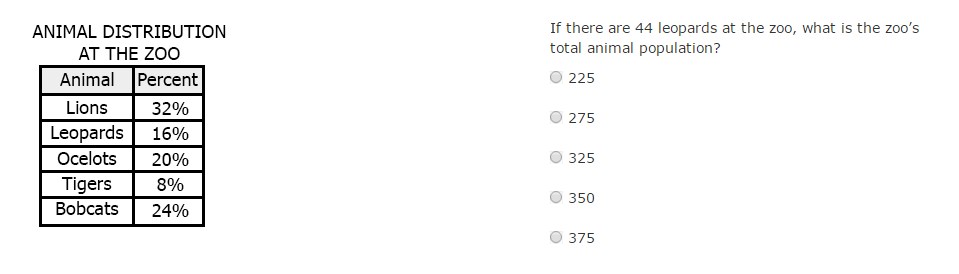 ANIMAL DISTRIBUTION
AT THE ZOO
Animal Percent
Lions 32%
Leopards 16%
Ocelots 20%
Tigers 8%
Bobcats 24%
If there are 44 leopards at the zoo, what is the zoo's
total animal population?
225
275
325
350
375